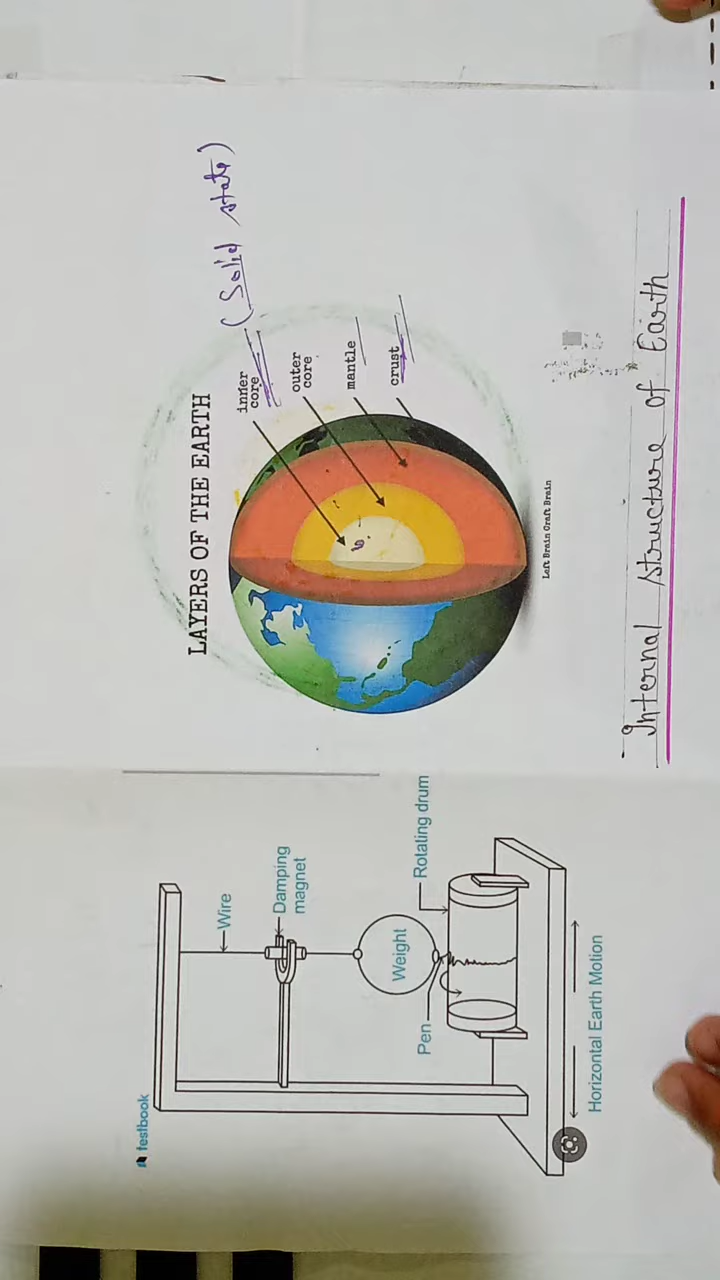 testbook
Wire
Damping
magnet
Weight
Pen
Rotating drum
Horizontal Earth Motion
LAYERS OF THE EARTH
inner
core
(Solid state)
outer
core
mantle
crust
Left Brain Craft Brain
Internal structure of Earth